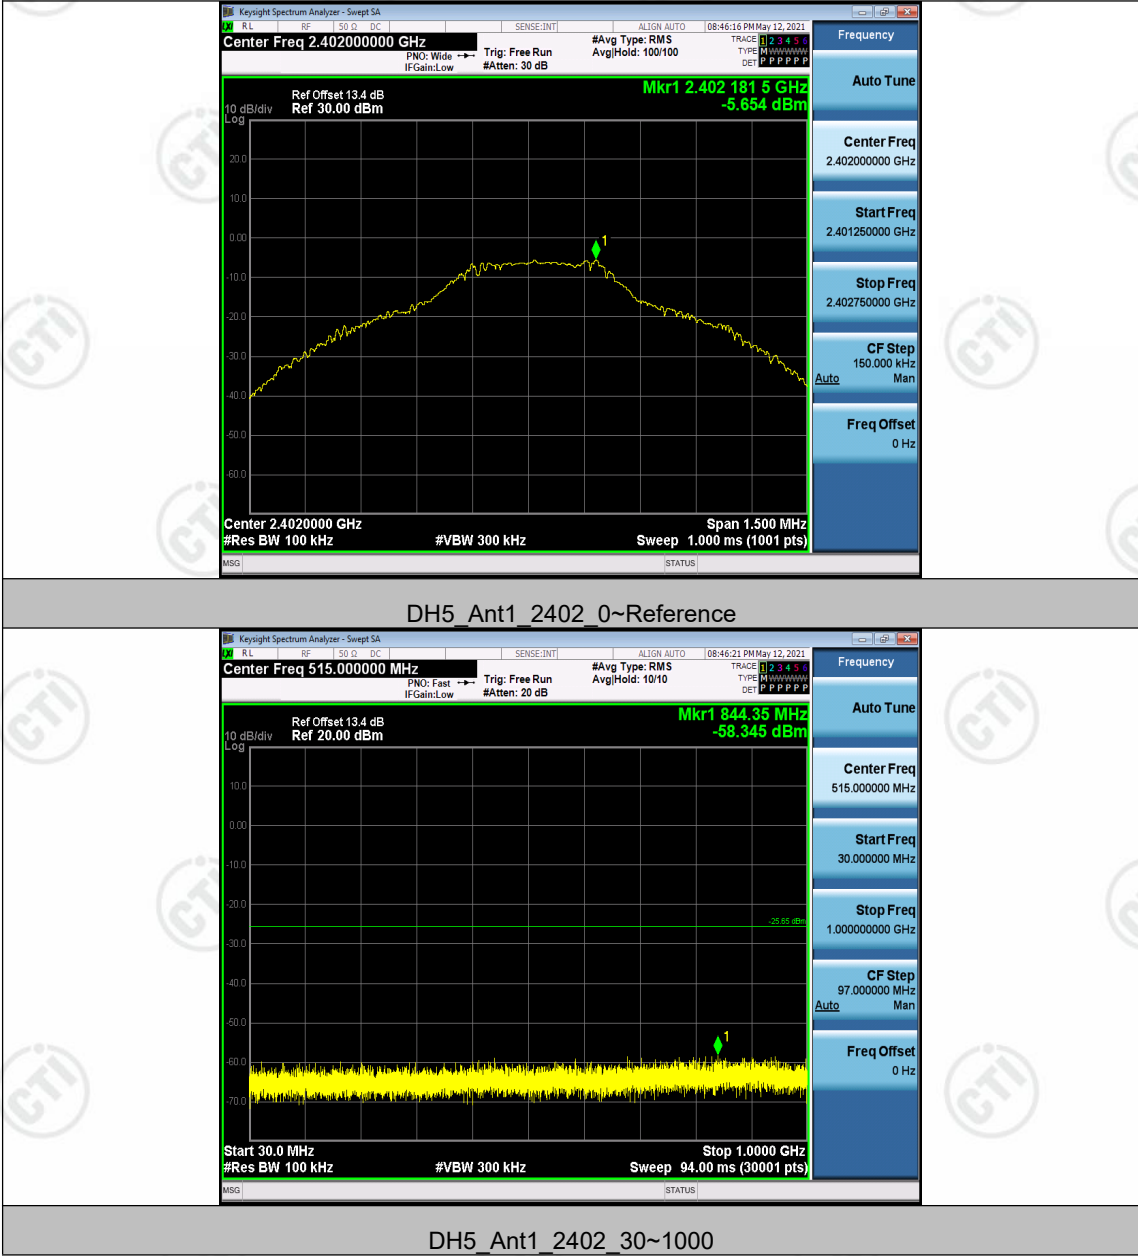 Keysight Spectrum Analyzer - Swept SA
LXI RL RF 50 Ω DC SENSE:INT ALIGN AUTO 08:46:16 PM May 12, 2021
Center Freq 2.402000000 GHz
PNO: Wide
IFGain:Low
Trig: Free Run
#Atten: 30 dB
#Avg Type: RMS
Avg|Hold: 100/100
TRACE 1 2 3 4 5 6
TYPE M W W W W W
DET P P P P P P
Ref Offset 13.4 dB
10 dB/div Ref 30.00 dBm
Log
Mkr1 2.402 181 5 GHz
-5.654 dBm
20.0
10.0
0.00
-10.0
-20.0
-30.0
-40.0
-50.0
-60.0
1
Center 2.4020000 GHz Span 1.500 MHz
#Res BW 100 kHz #VBW 300 kHz Sweep 1.000 ms (1001 pts)
MSG STATUS
Frequency
Auto Tune
Center Freq
2.402000000 GHz
Start Freq
2.401250000 GHz
Stop Freq
2.402750000 GHz
CF Step
150.000 kHz
Auto Man
Freq Offset
0 Hz
DH5_Ant1_2402_0~Reference
Keysight Spectrum Analyzer - Swept SA
LXI RL RF 50 Ω DC SENSE:INT ALIGN AUTO 08:46:21 PM May 12, 2021
Center Freq 515.000000 MHz
PNO: Fast
IFGain:Low
Trig: Free Run
#Atten: 20 dB
#Avg Type: RMS
Avg|Hold: 10/10
TRACE 1 2 3 4 5 6
TYPE M W W W W W
DET P P P P P P
Ref Offset 13.4 dB
10 dB/div Ref 20.00 dBm
Log
Mkr1 844.35 MHz
-58.345 dBm
10.0
0.00
-10.0
-20.0
-25.65 dBm
-30.0
-40.0
-50.0
-60.0
-70.0
1
Start 30.0 MHz Stop 1.0000 GHz
#Res BW 100 kHz #VBW 300 kHz Sweep 94.00 ms (30001 pts)
MSG STATUS
Frequency
Auto Tune
Center Freq
515.000000 MHz
Start Freq
30.000000 MHz
Stop Freq
1.000000000 GHz
CF Step
97.000000 MHz
Auto Man
Freq Offset
0 Hz
DH5_Ant1_2402_30~1000
CTI
CTI
CTI
CTI
CTI
CTI
CTI
CTI
CTI
CTI